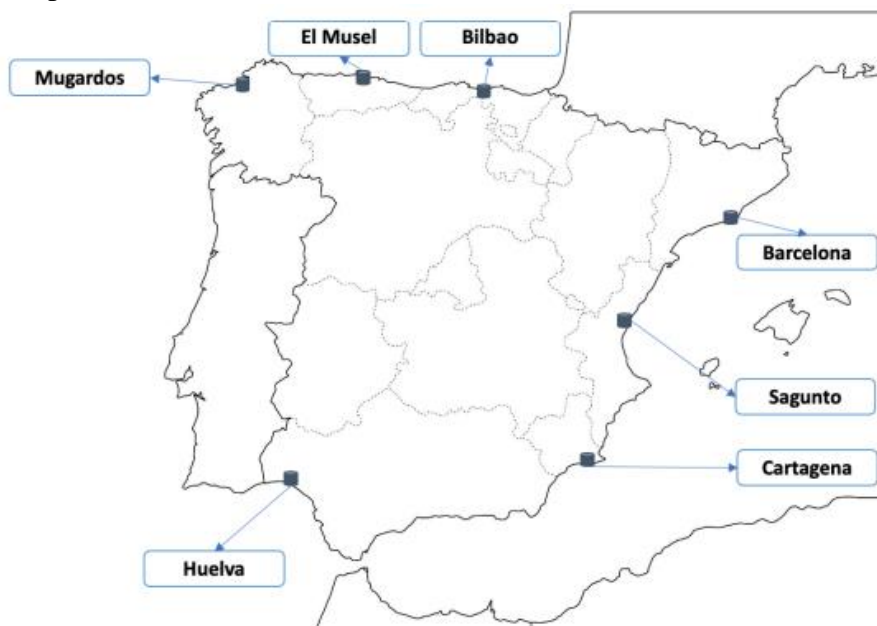 El Musel
Bilbao
Mugardos
Barcelona
Sagunto
Cartagena
Huelva